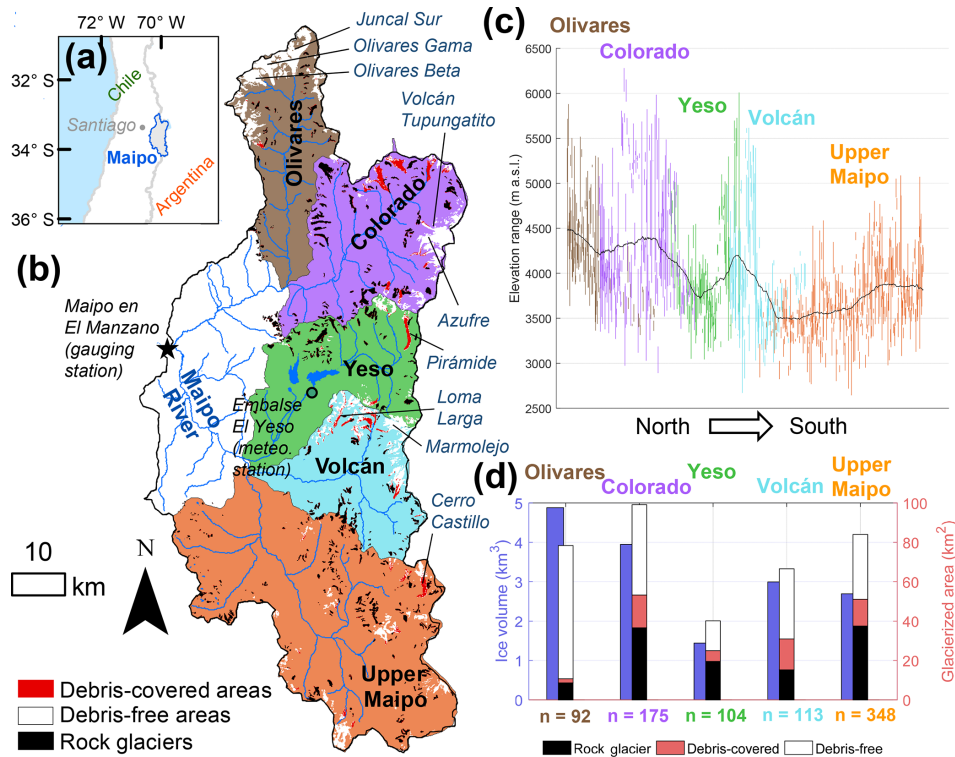 72° W 70° W
(a)
32° S
34° S
36° S
Chile
Santiago
Maipo
Argentina
(b)
Juncal Sur
Olivares Gama
Olivares Beta
Volcán
Tupungatito
Olivares
Colorado
Azufre
Pirámide
Maipo en
El Manzano
(gauging
station)
Maipo
River
Yeso
Embalse
El Yeso
(meteo.
station)
Loma
Larga
Marmolejo
Volcán
Cerro
Castillo
Upper
Maipo
10
km
N
Debris-covered areas
Debris-free areas
Rock glaciers
(c)
Olivares
Colorado
Yeso
Volcán
Upper
Maipo
Elevation range (m a.s.l.)
6500
6000
5500
5000
4500
4000
3500
3000
2500
North South
(d)
Olivares
Colorado
Yeso
Volcán
Upper
Maipo
Ice volume (km³)
5
4
3
2
1
0
Glacierized area (km²)
100
80
60
40
20
0
n = 92 n = 175 n = 104 n = 113 n = 348
Rock glacier Debris-covered Debris-free